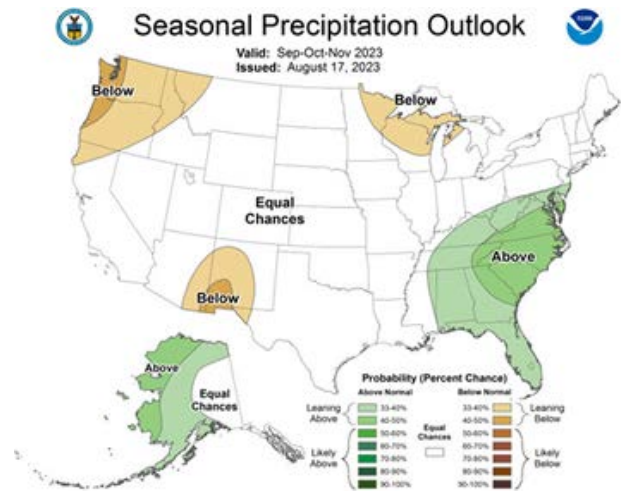 Seasonal Precipitation Outlook
Valid: Sep-Oct-Nov 2023
Issued: August 17, 2023
Below
Below
Equal
Chances
Above
Below
Above
Equal
Chances
Probability (Percent Chance)
Above Normal
Below Normal
Leaning
Above
33-40%
40-50%
Likely
Above
50-60%
60-70%
70-80%
80-90%
90-100%
Equal
Chances
33-40%
40-50%
Leaning
Below
50-60%
60-70%
70-80%
80-90%
90-100%
Likely
Below